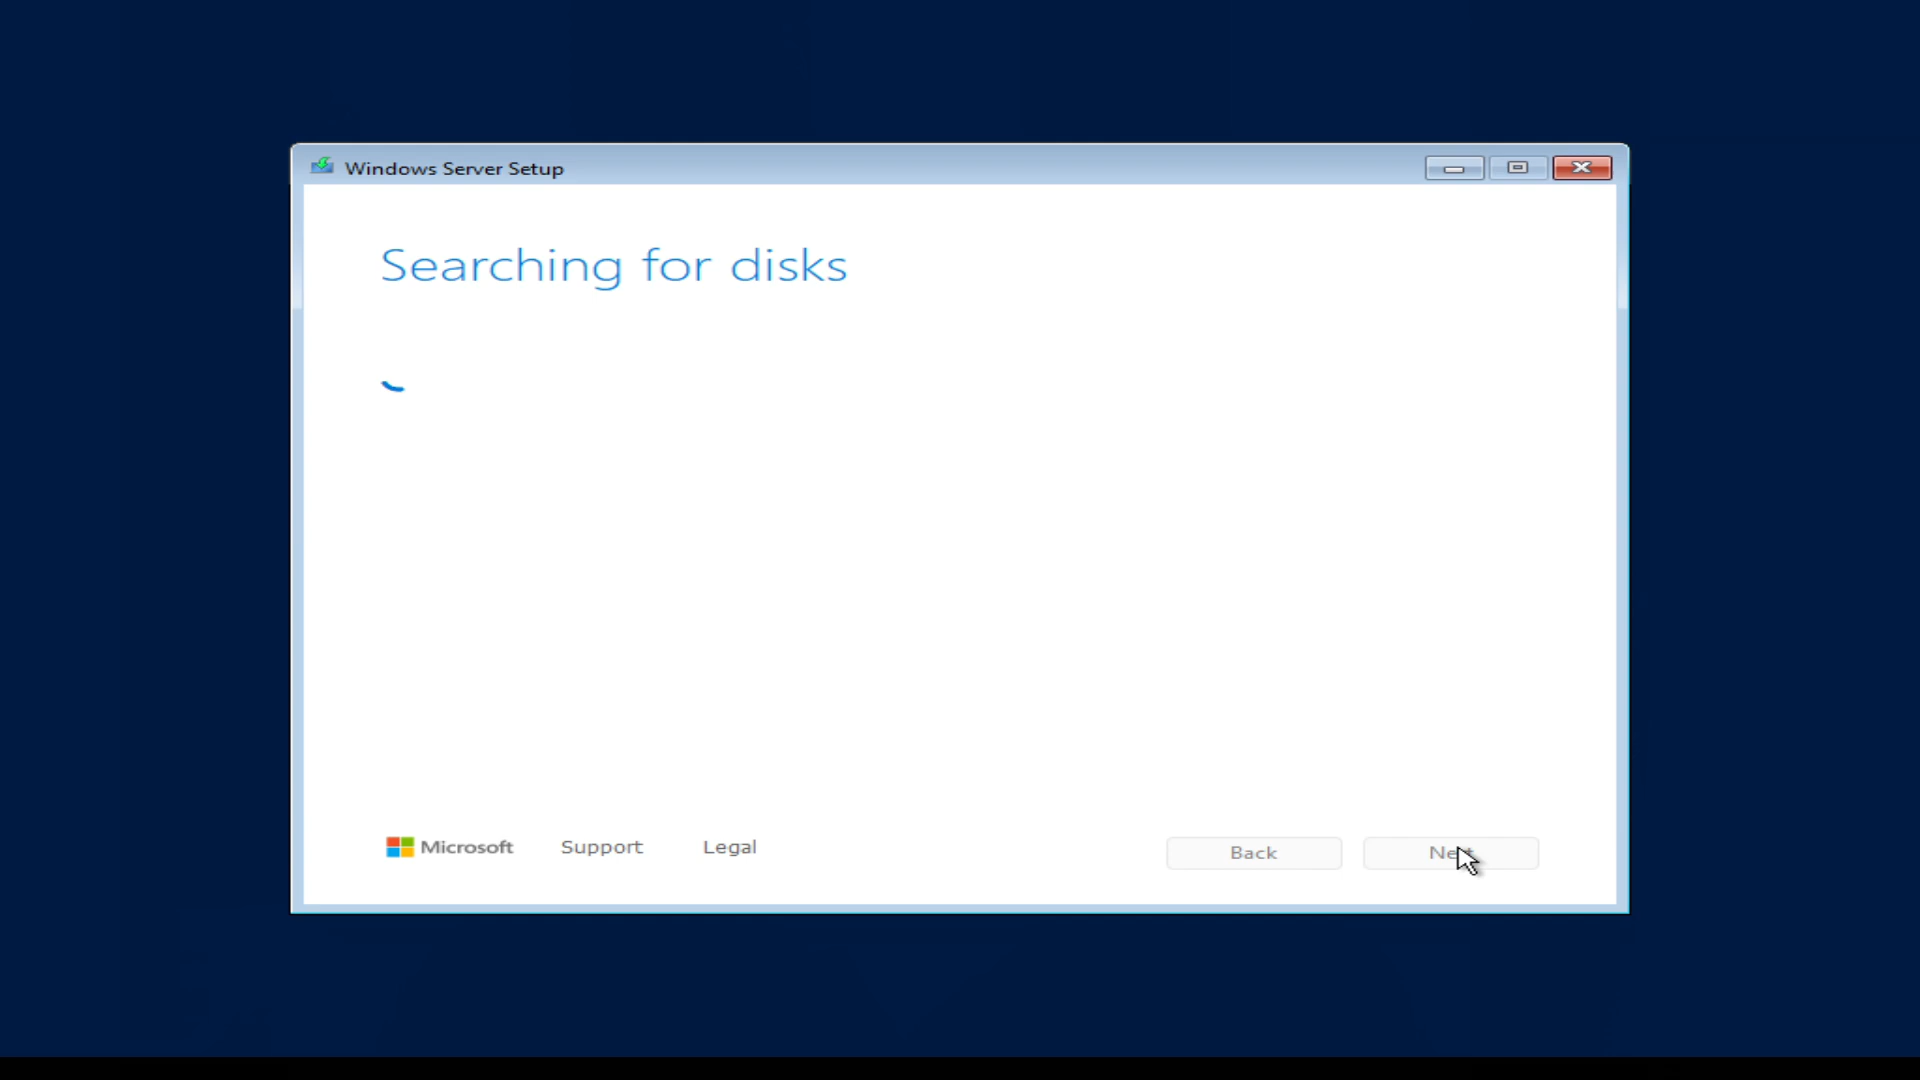 Windows Server Setup
Searching for disks
Microsoft
Support
Legal
Back